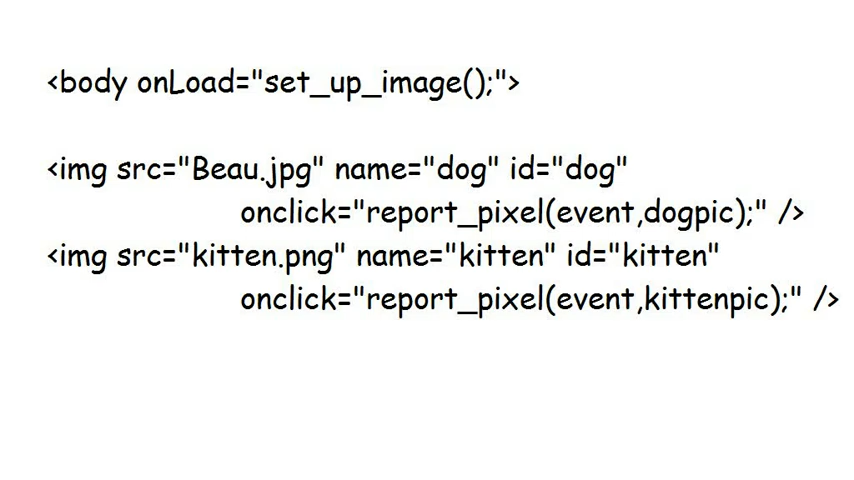 <body onLoad="set_up_image();">
<img src="Beau.jpg" name="dog" id="dog"
onclick="report_pixel(event,dogpic);" />
<img src="kitten.png" name="kitten" id="kitten"
onclick="report_pixel(event,kittenpic);" />